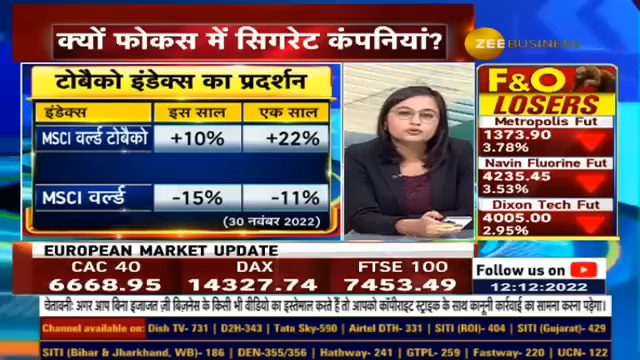 क्यों फोकस में सिगरेट कंपनियां?
ZEE BUSINESS
टोबैको इंडेक्स का प्रदर्शन
इंडेक्स इस साल एक साल
MSCI वर्ल्ड टोबैको +10% +22%
MSCI वर्ल्ड -15% -11%
(30 नवंबर 2022)
F&O
LOSERS
Metropolis Fut
1373.90
3.78%
Navin Fluorine Fut
4235.45
3.53%
Dixon Tech Fut
4005.00
2.95%
EUROPEAN MARKET UPDATE
CAC 40 DAX FTSE 100
6668.95 14327.74 7453.49
Follow us on
12:12:2022
चेतावनी: अगर आप बिना इजाजत ज़ी बिज़नेस के किसी भी वीडियो का इस्तेमाल करते हैं तो आपको कॉपीराइट स्ट्राइक के साथ कानूनी कार्रवाई का सामना करना पड़ेगा।
Channel available on: Dish TV- 731 | D2H-343 | Tata Sky-590 | Airtel DTH- 331 | SITI (ROI) - 404 | SITI (Gujarat) - 429
SITI (Bihar & Jharkhand, WB)- 186 | DEN-355/356 | Hathway- 241 | GTPL- 259 | Fastway- 220 | UCN- 122